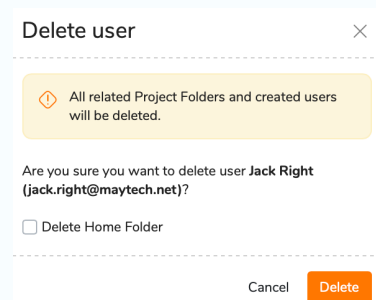 Delete user
All related Project Folders and created users
will be deleted.
Are you sure you want to delete user Jack Right
(jack.right@maytech.net)?
Delete Home Folder
Cancel Delete